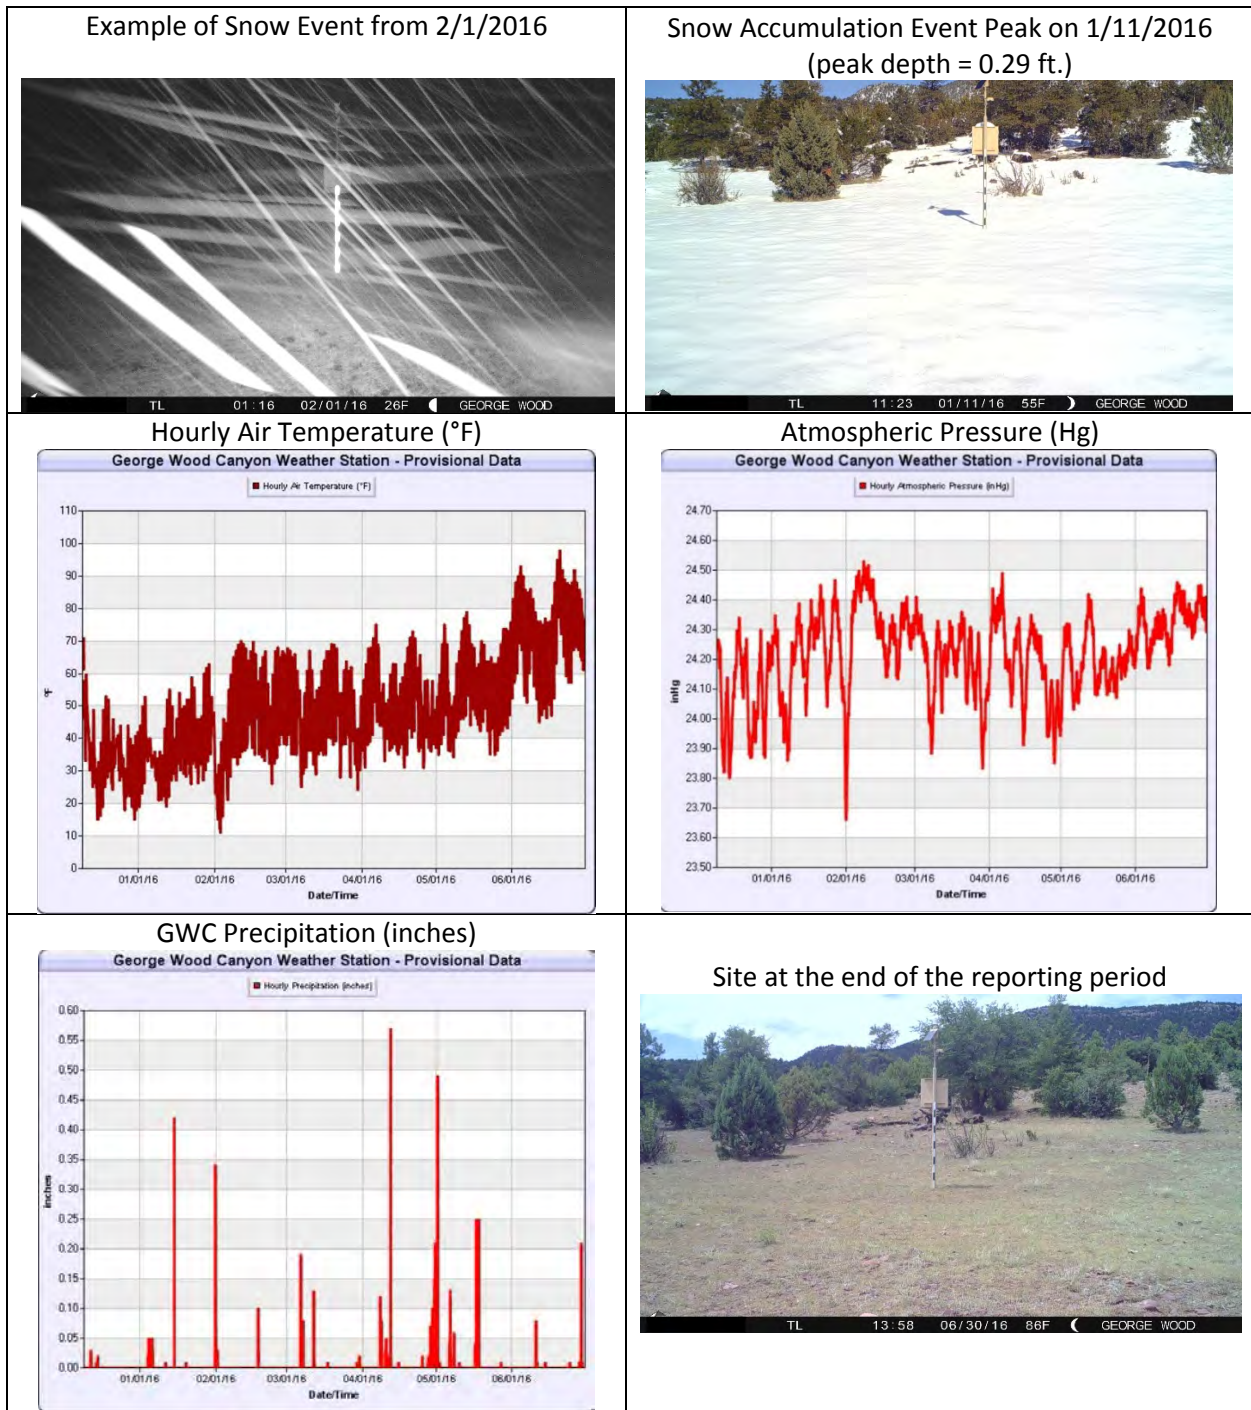 Example of Snow Event from 2/1/2016
TL 01:16 02/01/16 26F GEORGE WOOD
Snow Accumulation Event Peak on 1/11/2016
(peak depth = 0.29 ft.)
TL 11:23 01/11/16 55F GEORGE WOOD
Hourly Air Temperature (°F)
George Wood Canyon Weather Station - Provisional Data
Hourly Air Temperature (°F)
110
100
90
80
70
60
50
40
30
20
10
0
°F
01/01/16 02/01/16 03/01/16 04/01/16 05/01/16 06/01/16
Date/Time
Atmospheric Pressure (Hg)
George Wood Canyon Weather Station - Provisional Data
Hourly Atmospheric Pressure (inHg)
24.70
24.60
24.50
24.40
24.30
24.20
24.10
24.00
23.90
23.80
23.70
23.60
23.50
inHg
01/01/16 02/01/16 03/01/16 04/01/16 05/01/16 06/01/16
Date/Time
GWC Precipitation (inches)
George Wood Canyon Weather Station - Provisional Data
Hourly Precipitation (inches)
0.60
0.55
0.50
0.45
0.40
0.35
0.30
0.25
0.20
0.15
0.10
0.05
0.00
inches
01/01/16 02/01/16 03/01/16 04/01/16 05/01/16 06/01/16
Date/Time
Site at the end of the reporting period
TL 13:58 06/30/16 86F GEORGE WOOD